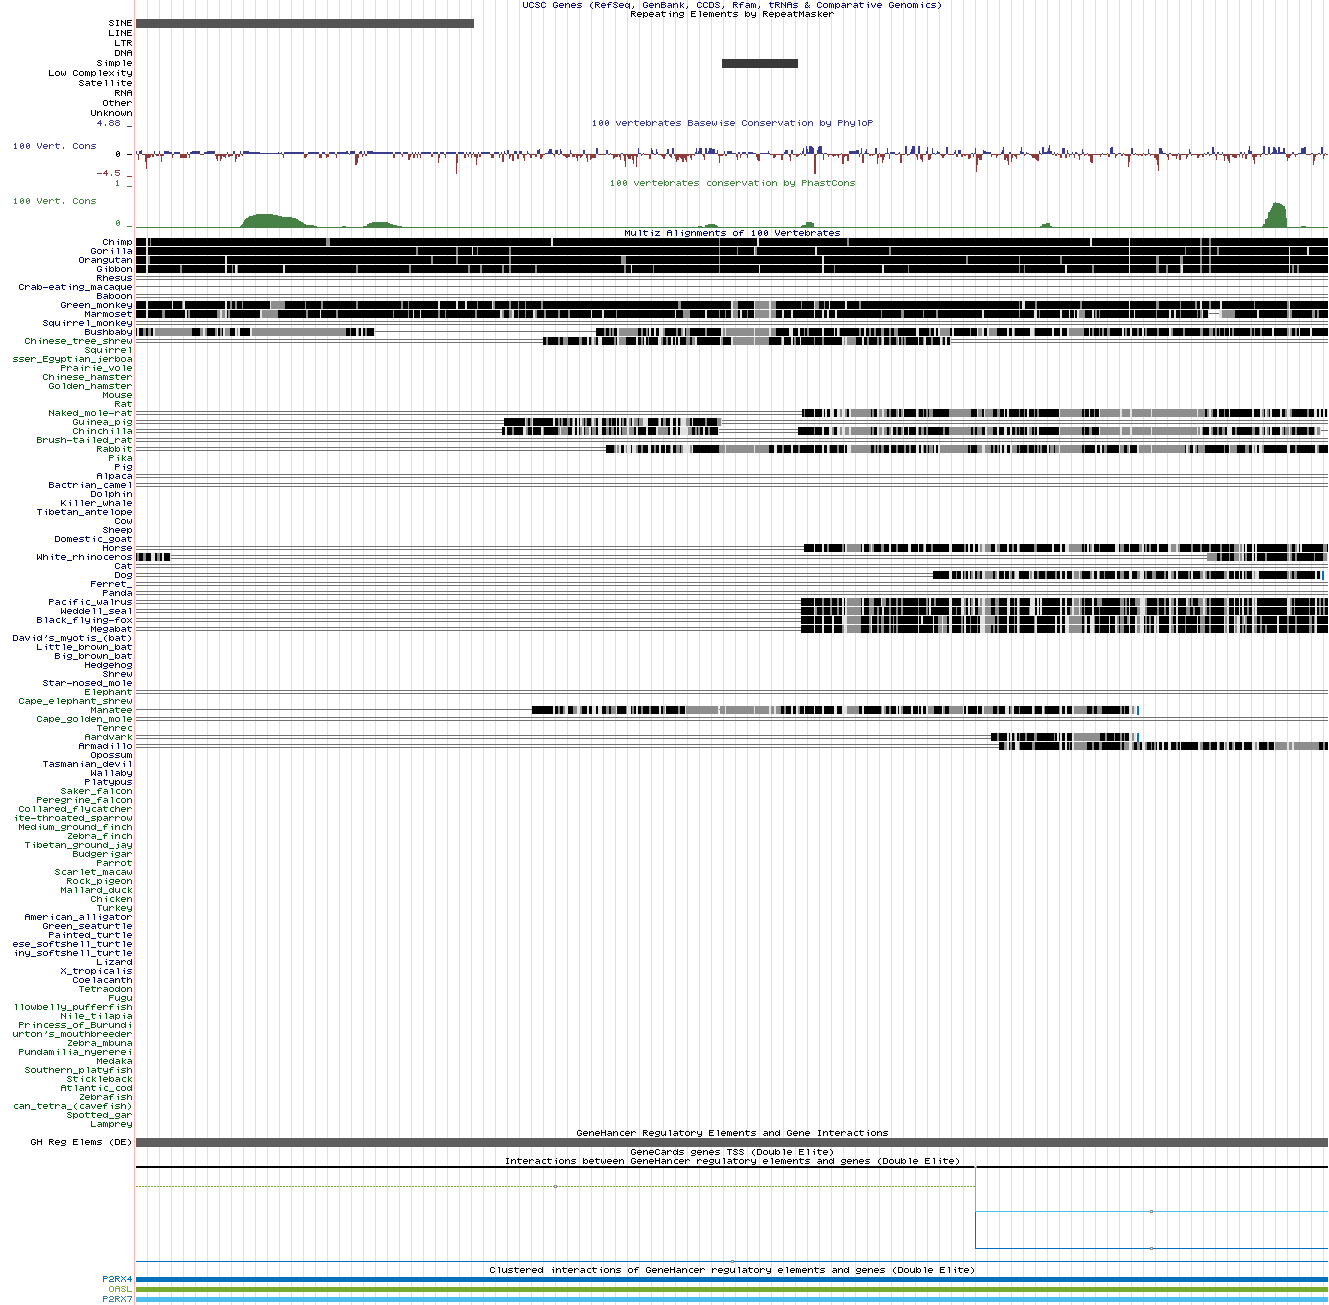 UCSC Genes (RefSeq, GenBank, CCDS, Rfam, tRNAs & Comparative Genomics)
Repeating Elements by RepeatMasker
SINE
LINE
LTR
DNA
Simple
Low Complexity
Satellite
RNA
Other
Unknown
4.88 _
100 vertebrates Basewise Conservation by PhyloP
100 Vert. Cons
0 _
-4.5 _
1 _
100 vertebrates conservation by PhastCons
100 Vert. Cons
0 _
Multiz Alignments of 100 Vertebrates
Chimp
Gorilla
Orangutan
Gibbon
Rhesus
Crab-eating_macaque
Baboon
Green_monkey
Marmoset
Squirrel_monkey
Bushbaby
Chinese_tree_shrew
Squirrel
sser_Egyptian_jerboa
Prairie_vole
Chinese_hamster
Golden_hamster
Mouse
Rat
Naked_mole-rat
Guinea_pig
Chinchilla
Brush-tailed_rat
Rabbit
Pika
Pig
Alpaca
Bactrian_camel
Dolphin
Killer_whale
Tibetan_antelope
Cow
Sheep
Domestic_goat
Horse
White_rhinoceros
Cat
Dog
Ferret_
Panda
Pacific_walrus
Weddell_seal
Black_flying-fox
Megabat
David's_myotis_(bat)
Little_brown_bat
Big_brown_bat
Hedgehog
Shrew
Star-nosed_mole
Elephant
Cape_elephant_shrew
Manatee
Cape_golden_mole
Tenrec
Aardvark
Armadillo
Opossum
Tasmanian_devil
Wallaby
Platypus
Saker_falcon
Peregrine_falcon
Collared_flycatcher
ite-throated_sparrow
Medium_ground_finch
Zebra_finch
Tibetan_ground_jay
Budgerigar
Parrot
Scarlet_macaw
Rock_pigeon
Mallard_duck
Chicken
Turkey
American_alligator
Green_seaturtle
Painted_turtle
ese_softshell_turtle
iny_softshell_turtle
Lizard
X_tropicalis
Coelacanth
Tetraodon
Fugu
llowbelly_pufferfish
Nile_tilapia
Princess_of_Burundi
urton's_mouthbreeder
Zebra_mbuna
Pundamilia_nyererei
Medaka
Southern_platyfish
Stickleback
Atlantic_cod
Zebrafish
can_tetra_(cavefish)
Spotted_gar
Lamprey
GeneHancer Regulatory Elements and Gene Interactions
GH Reg Elems (DE)
GeneCards genes TSS (Double Elite)
Interactions between GeneHancer regulatory elements and genes (Double Elite)
Clustered interactions of GeneHancer regulatory elements and genes (Double Elite)
P2RX4
OASL
P2RX7